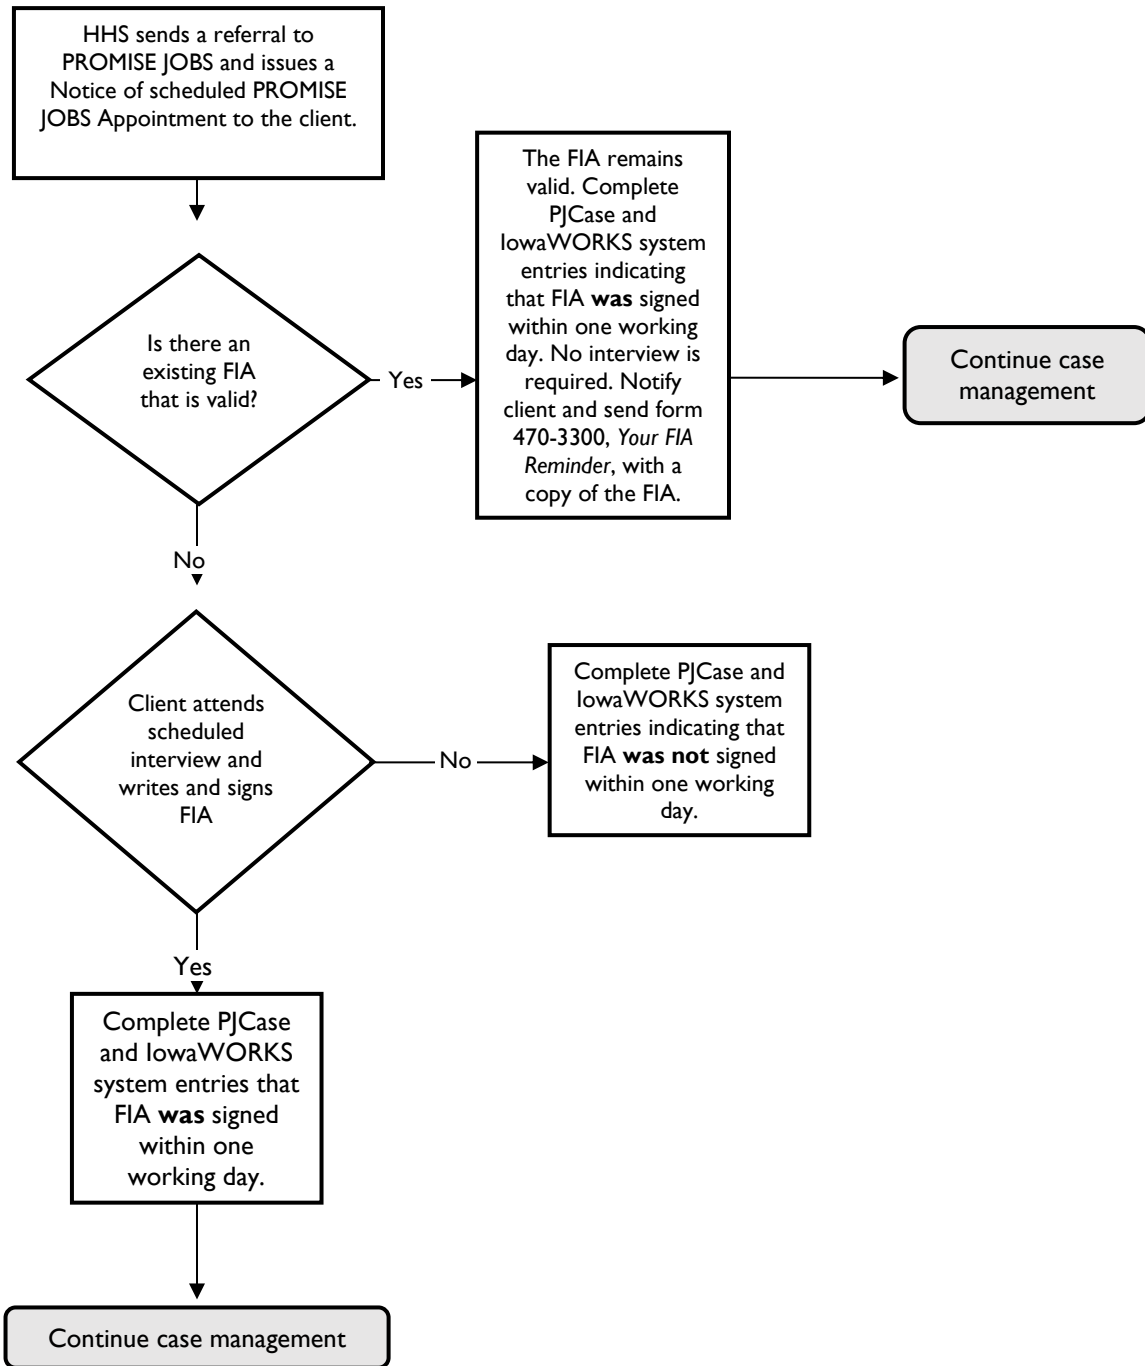 HHS sends a referral to
PROMISE JOBS and issues a
Notice of scheduled PROMISE
JOBS Appointment to the client.
Is there an
existing FIA
that is valid?
Yes
The FIA remains
valid. Complete
PJCase and
IowaWORKS system
entries indicating
that FIA was signed
within one working
day. No interview is
required. Notify
client and send form
470-3300, Your FIA
Reminder, with a
copy of the FIA.
Continue case
management
No
Client attends
scheduled
interview and
writes and signs
FIA
No
Complete PJCase and
IowaWORKS system
entries indicating that
FIA was not signed
within one working
day.
Yes
Complete PJCase
and IowaWORKS
system entries that
FIA was signed
within one
working day.
Continue case management